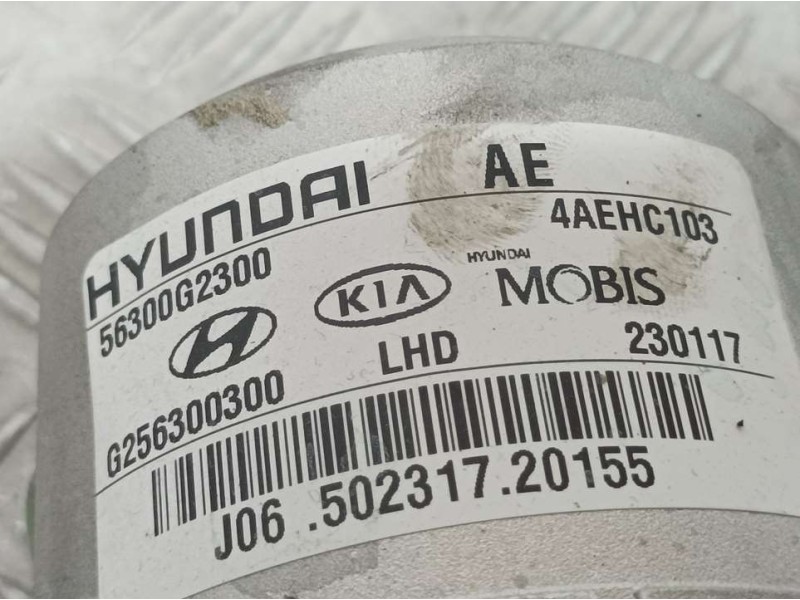 HYUNDAI AE
56300G2300 4AEHC103
KIA HYUNDAI MOBIS
LHD 230117
G256300300
J06 .502317.20155